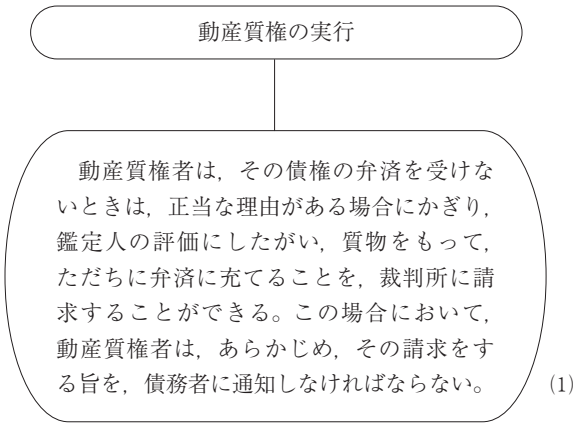 動産質権の実行
動産質権者は，その債権の弁済を受けな
いときは，正当な理由がある場合にかぎり，
鑑定人の評価にしたがい，質物をもって，
ただちに弁済に充てることを，裁判所に請
求することができる。この場合において，
動産質権者は，あらかじめ，その請求をす
る旨を，債務者に通知しなければならない。
(1)